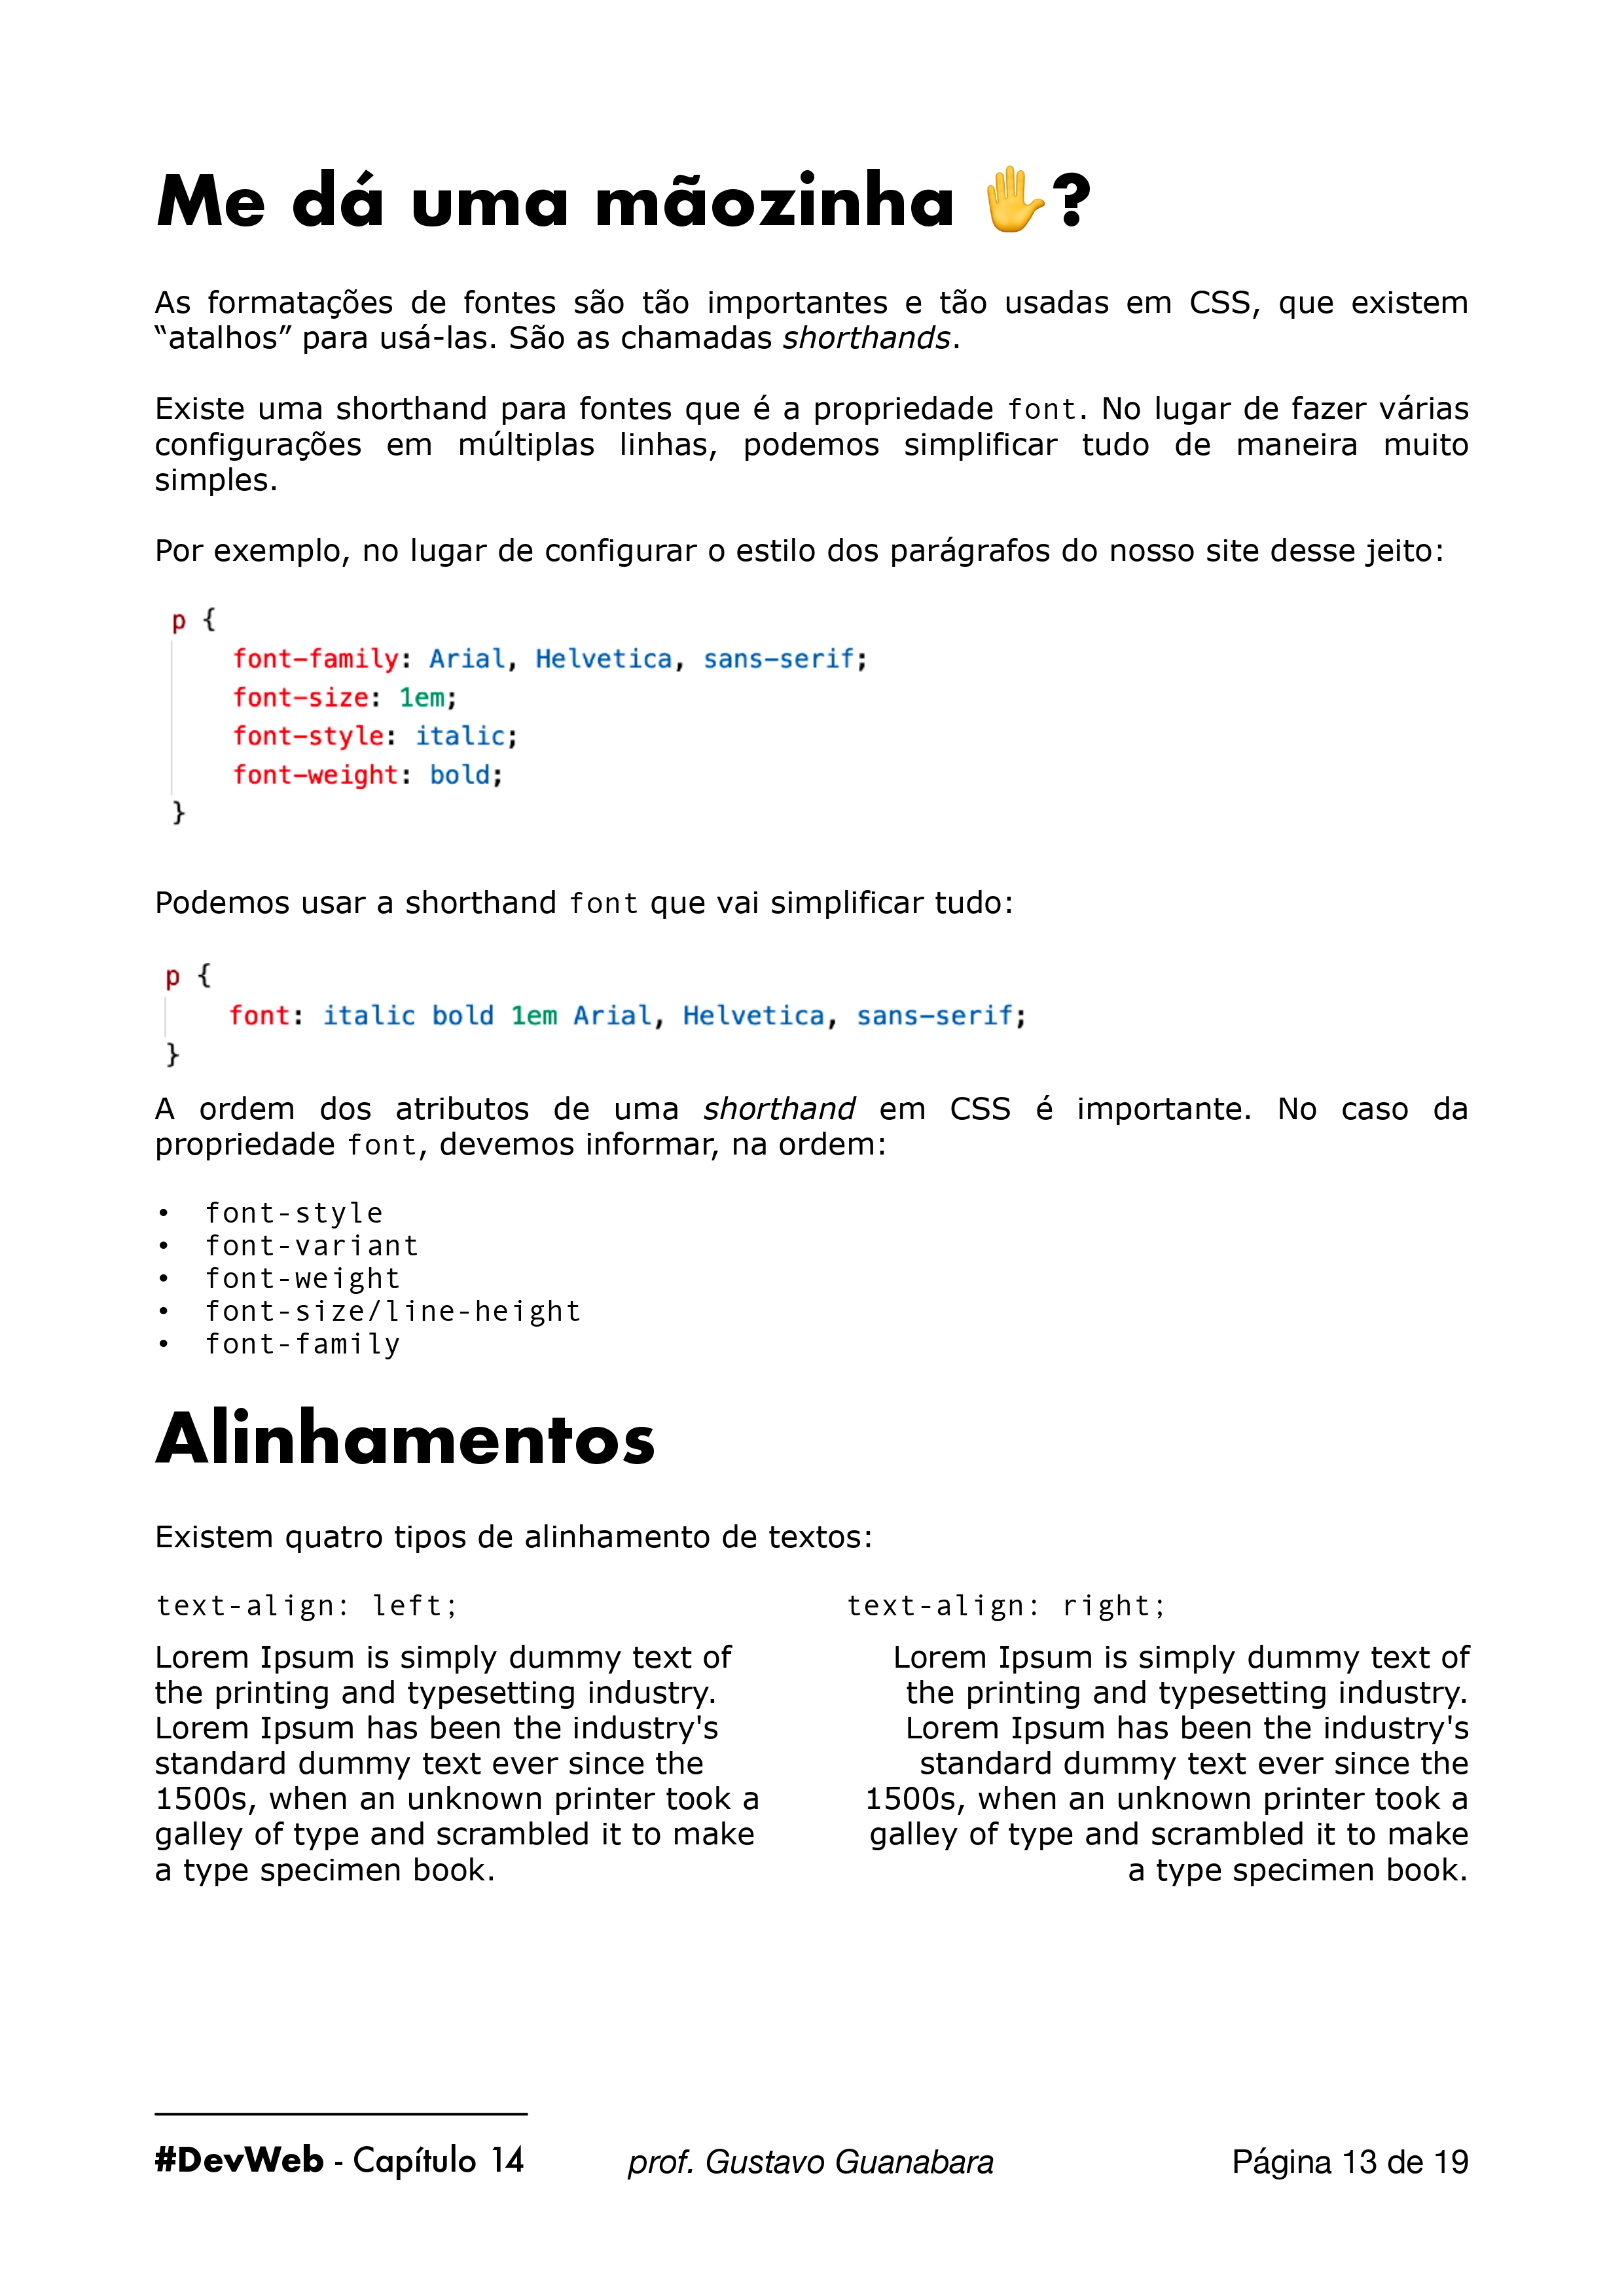 Me dá uma mãozinha 🖐?
As formatações de fontes são tão importantes e tão usadas em CSS, que existem
“atalhos” para usá-las. São as chamadas shorthands.
Existe uma shorthand para fontes que é a propriedade font. No lugar de fazer várias
configurações em múltiplas linhas, podemos simplificar tudo de maneira muito
simples.
Por exemplo, no lugar de configurar o estilo dos parágrafos do nosso site desse jeito:
p {
font-family: Arial, Helvetica, sans-serif;
font-size: 1em;
font-style: italic;
font-weight: bold;
}
Podemos usar a shorthand font que vai simplificar tudo:
p {
font: italic bold 1em Arial, Helvetica, sans-serif;
}
A ordem dos atributos de uma shorthand em CSS é importante. No caso da
propriedade font, devemos informar, na ordem:
• font-style
• font-variant
• font-weight
• font-size/line-height
• font-family
Alinhamentos
Existem quatro tipos de alinhamento de textos:
text-align: left;
Lorem Ipsum is simply dummy text of
the printing and typesetting industry.
Lorem Ipsum has been the industry's
standard dummy text ever since the
1500s, when an unknown printer took a
galley of type and scrambled it to make
a type specimen book.
text-align: right;
Lorem Ipsum is simply dummy text of
the printing and typesetting industry.
Lorem Ipsum has been the industry's
standard dummy text ever since the
1500s, when an unknown printer took a
galley of type and scrambled it to make
a type specimen book.
#DevWeb - Capítulo 14
prof. Gustavo Guanabara
Página 13 de 19